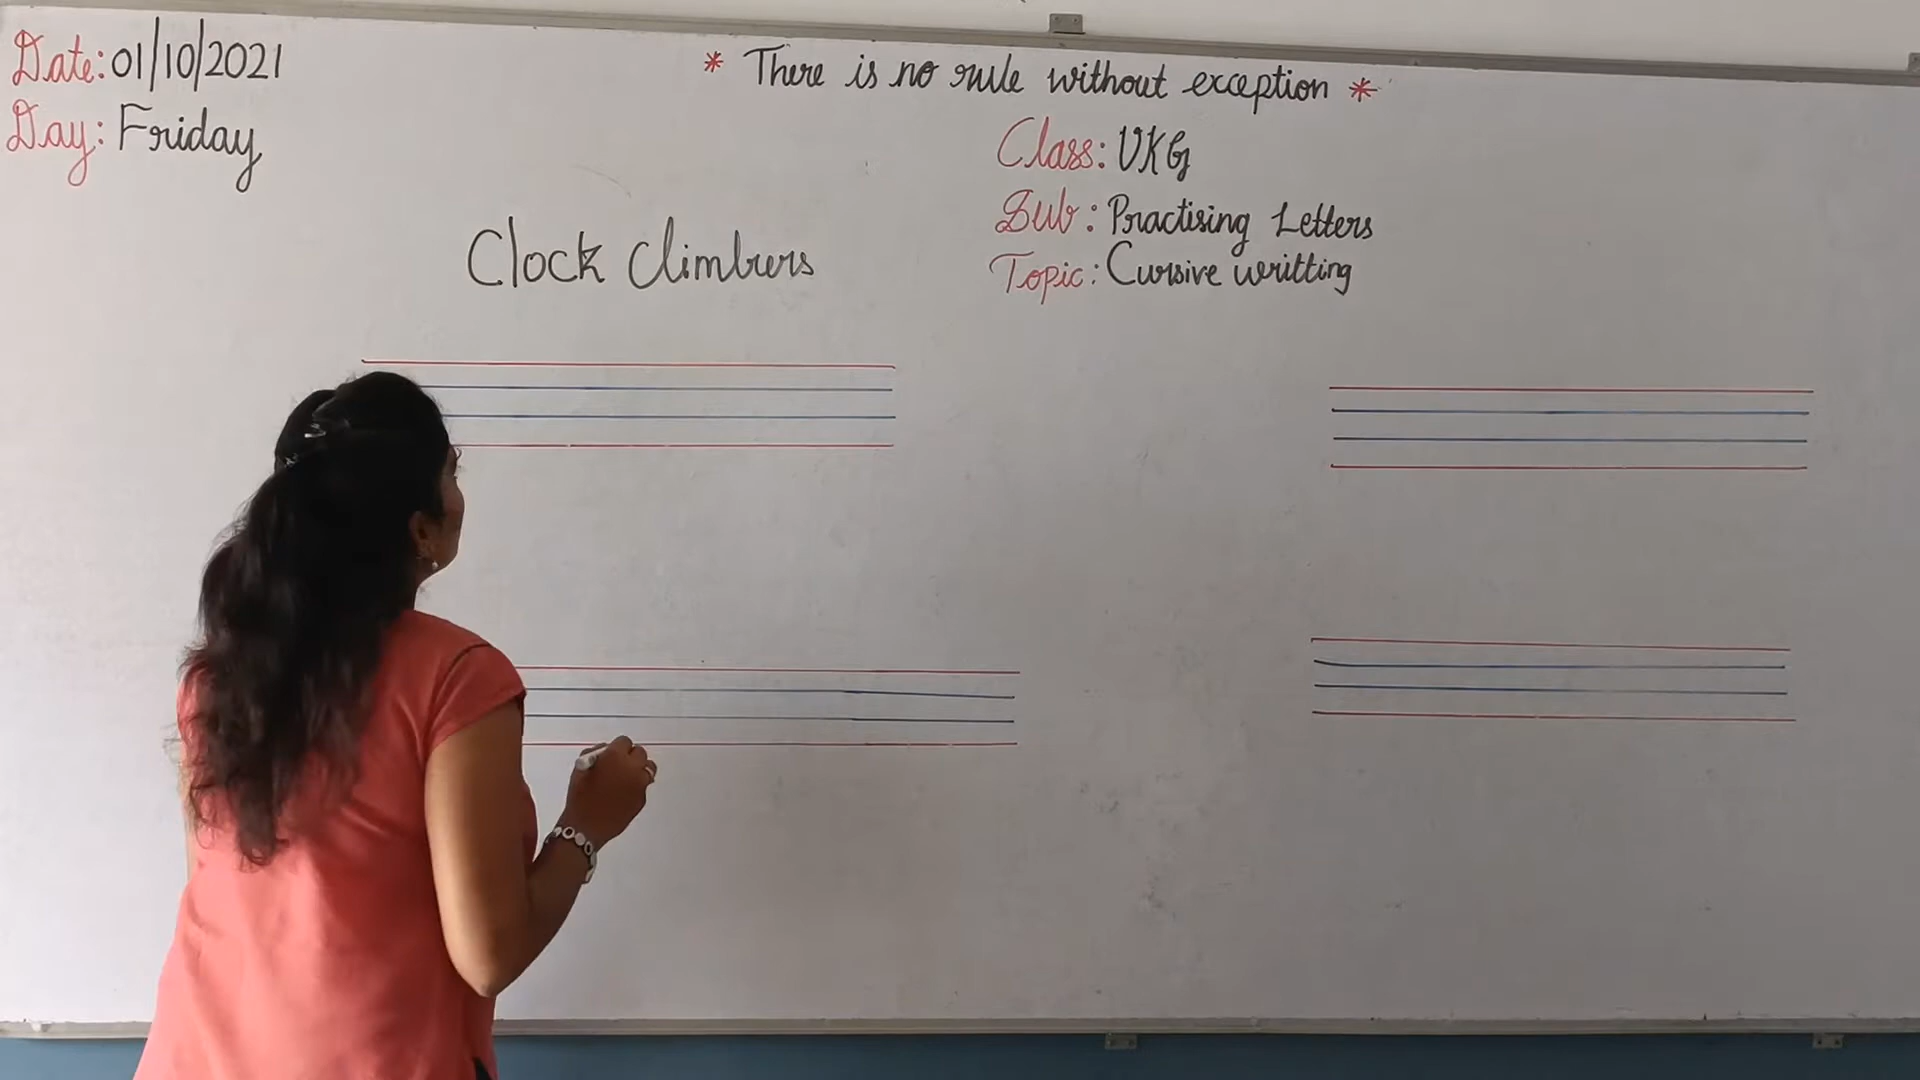 Date: 01/10/2021
Day: Friday
* There is no rule without exception *
Class: UKG
Sub: Practising Letters
Topic: Cursive writting
Clock Climbers